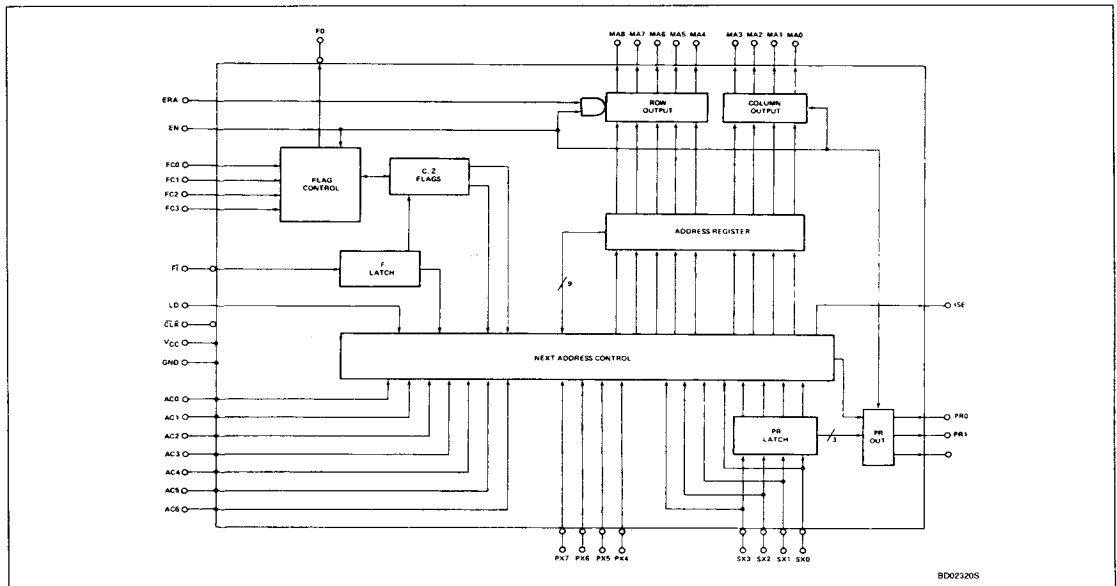 FO
MA8 MA7 MA6 MA5 MA4 MA3 MA2 MA1 MA0
ERA
ROW OUTPUT
COLUMN OUTPUT
EN
FC0
FC1
FC2
FC3
FLAG CONTROL
C, Z FLAGS
ADDRESS REGISTER
FI
F LATCH
9
LD
ISE
CLR
VCC
GND
NEXT ADDRESS CONTROL
AC0
AC1
AC2
AC3
AC4
AC5
AC6
PR LATCH
3
PR OUT
PR0
PR1
PX7 PX6 PX5 PX4 SX3 SX2 SX1 SX0
BD02320S